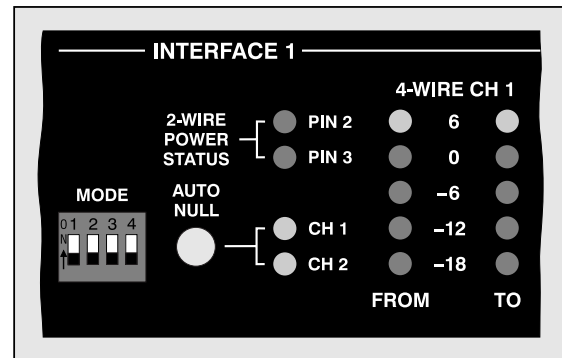 INTERFACE 1
4-WIRE CH 1
2-WIRE
POWER
STATUS
PIN 2
PIN 3
6
0
-6
-12
-18
MODE
ON
1 2 3 4
AUTO
NULL
CH 1
CH 2
FROM
TO